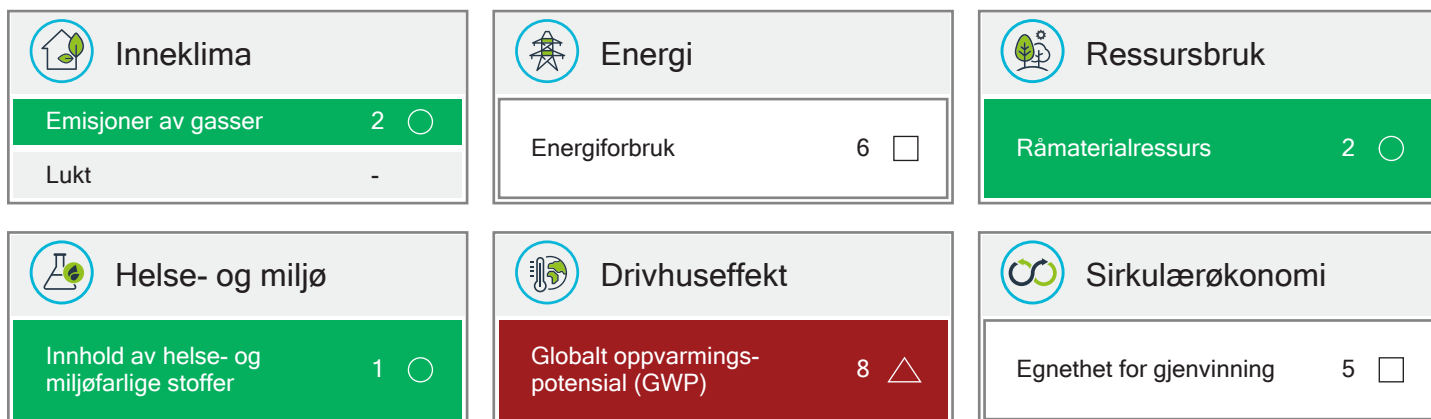 Inneklima
Emisjoner av gasser 2
Lukt -
Energi
Energiforbruk 6
Ressursbruk
Råmaterialressurs 2
Helse- og miljø
Innhold av helse- og
miljøfarlige stoffer 1
Drivhuseffekt
Globalt oppvarmings-
potensial (GWP) 8
Sirkulærøkonomi
Egnethet for gjenvinning 5